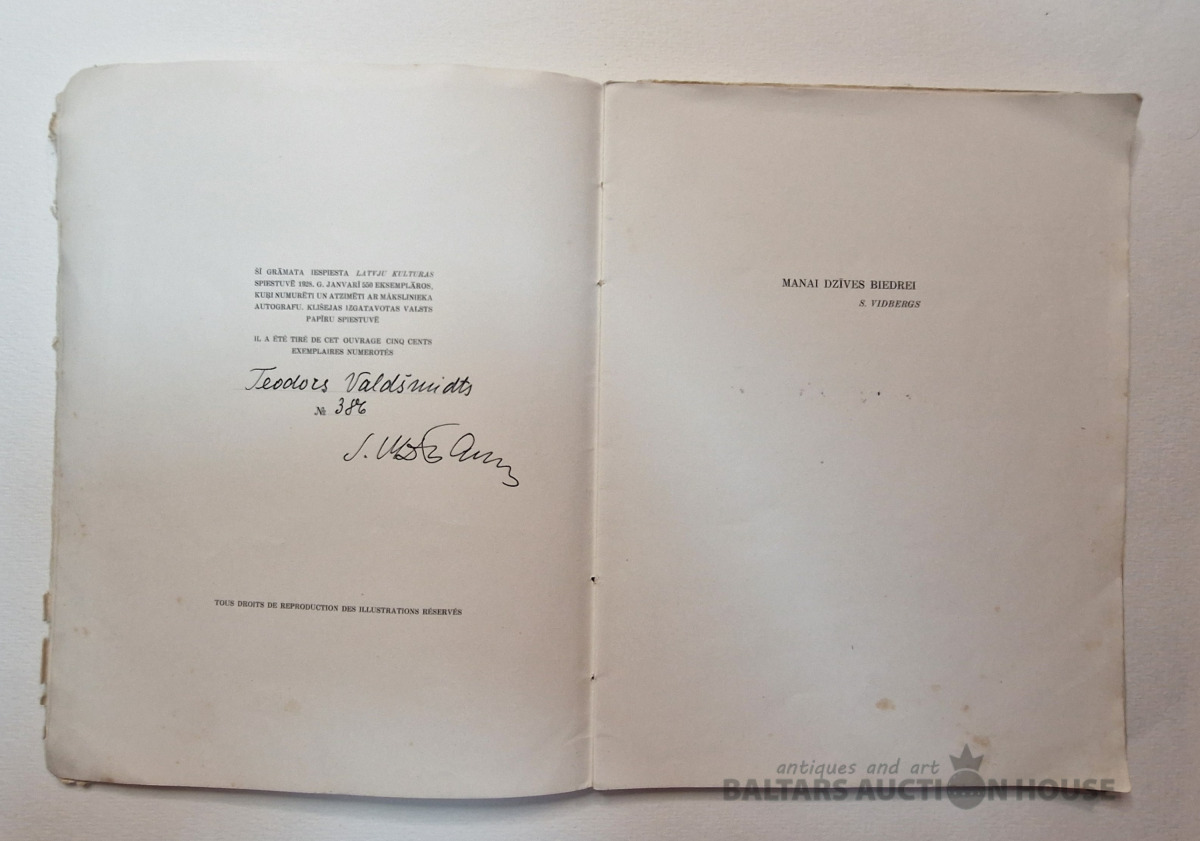 ŠĪ GRĀMATA IESPIESTA LATVJU KULTURAS
SPIESTUVĒ 1928. G. JANVARĪ 550 EKSEMPLĀROS,
KUŖI NUMURĒTI UN ATZIMĒTI AR MĀKSLINIEKA
AUTOGRAFU. KLIŠEJAS IZGATAVOTAS VALSTS
PAPĪRU SPIESTUVĒ
IL A ÉTÉ TIRÉ DE CET OUVRAGE CINQ CENTS
EXEMPLAIRES NUMEROTÉS
Teodors Valdšmidts
№ 386
TOUS DROITS DE REPRODUCTION DES ILLUSTRATIONS RÉSERVÉS
MANAI DZĪVES BIEDREI
S. VIDBERGS
antiques and art
BALTARS AUCTION HOUSE